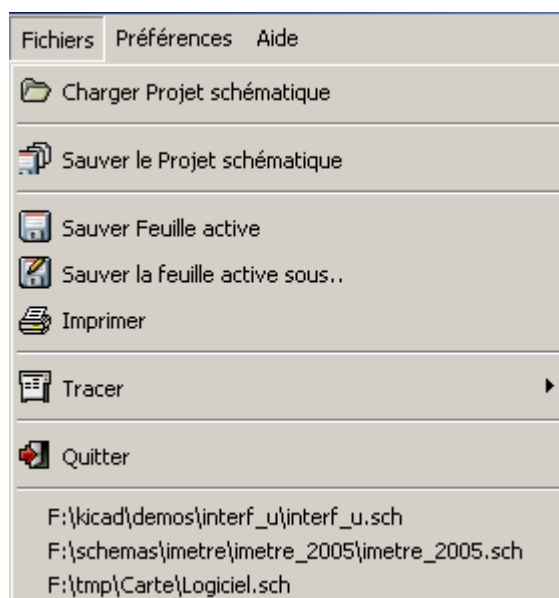 Fichiers Préférences Aide
Charger Projet schématique
Sauver le Projet schématique
Sauver Feuille active
Sauver la feuille active sous..
Imprimer
Tracer
Quitter
F:\kicad\demos\interf_u\interf_u.sch
F:\schemas\imetre\imetre_2005\imetre_2005.sch
F:\tmp\Carte\Logiciel.sch